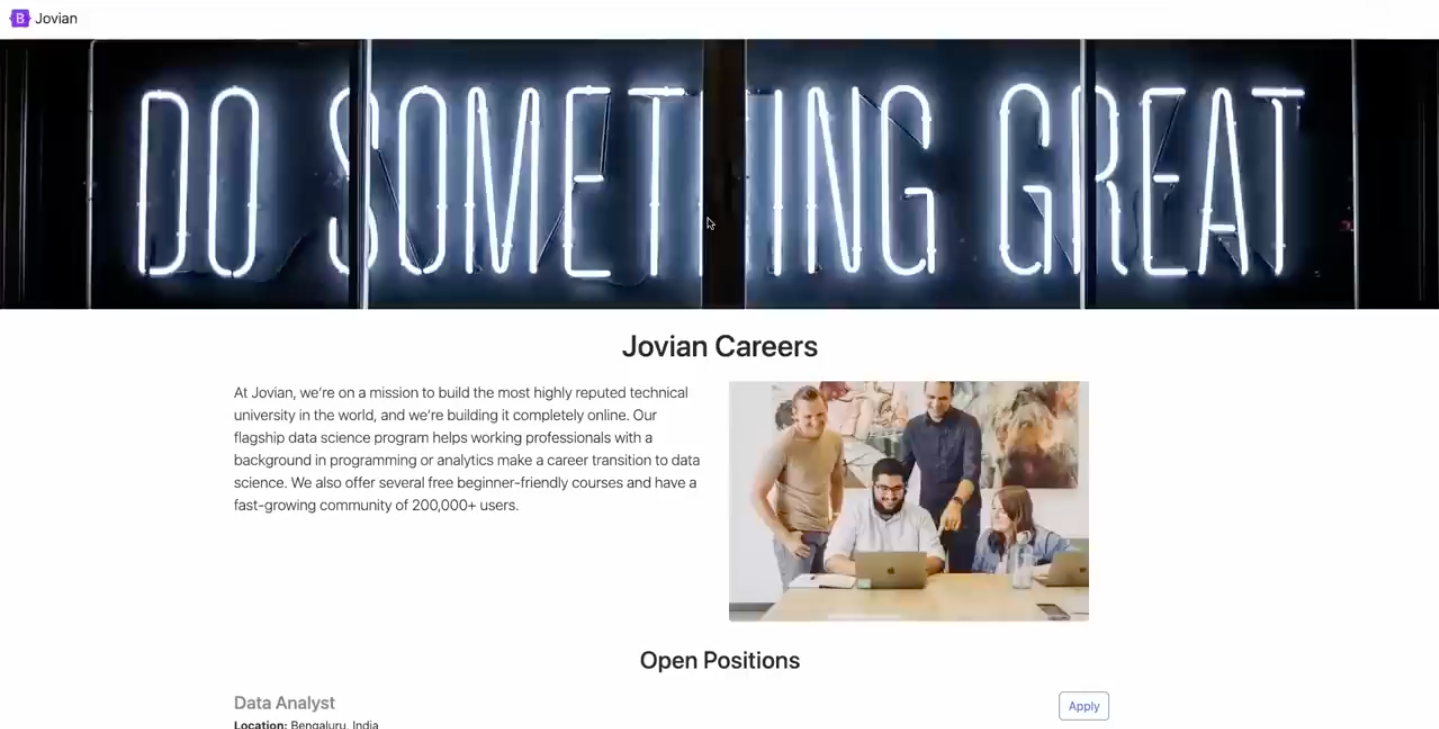 B Jovian
DO SOMETHING GREAT
Jovian Careers
At Jovian, we're on a mission to build the most highly reputed technical
university in the world, and we're building it completely online. Our
flagship data science program helps working professionals with a
background in programming or analytics make a career transition to data
science. We also offer several free beginner-friendly courses and have a
fast-growing community of 200,000+ users.
Open Positions
Data Analyst
Apply
Location: Bengaluru, India